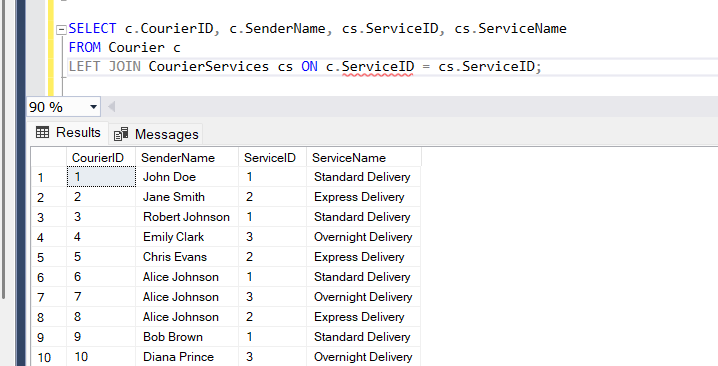 SELECT c.CourierID, c.SenderName, cs.ServiceID, cs.ServiceName
FROM Courier c
LEFT JOIN CourierServices cs ON c.ServiceID = cs.ServiceID;
90 %
Results Messages
CourierID SenderName ServiceID ServiceName
1 1 John Doe 1 Standard Delivery
2 2 Jane Smith 2 Express Delivery
3 3 Robert Johnson 1 Standard Delivery
4 4 Emily Clark 3 Overnight Delivery
5 5 Chris Evans 2 Express Delivery
6 6 Alice Johnson 1 Standard Delivery
7 7 Alice Johnson 3 Overnight Delivery
8 8 Alice Johnson 2 Express Delivery
9 9 Bob Brown 1 Standard Delivery
10 10 Diana Prince 3 Overnight Delivery